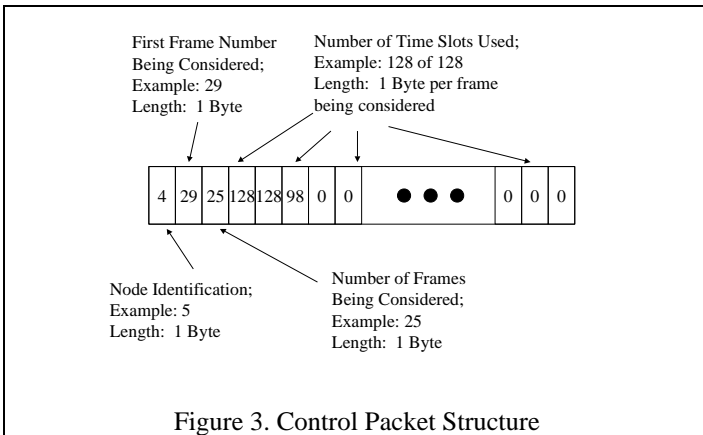 First Frame Number
Being Considered;
Example: 29
Length:  1 Byte
Number of Time Slots Used;
Example: 128 of 128
Length:  1 Byte per frame
being considered
4 29 25 128 128 98 0 0 0 0 0
Node Identification;
Example: 5
Length:  1 Byte
Number of Frames
Being Considered;
Example: 25
Length:  1 Byte
Figure 3. Control Packet Structure